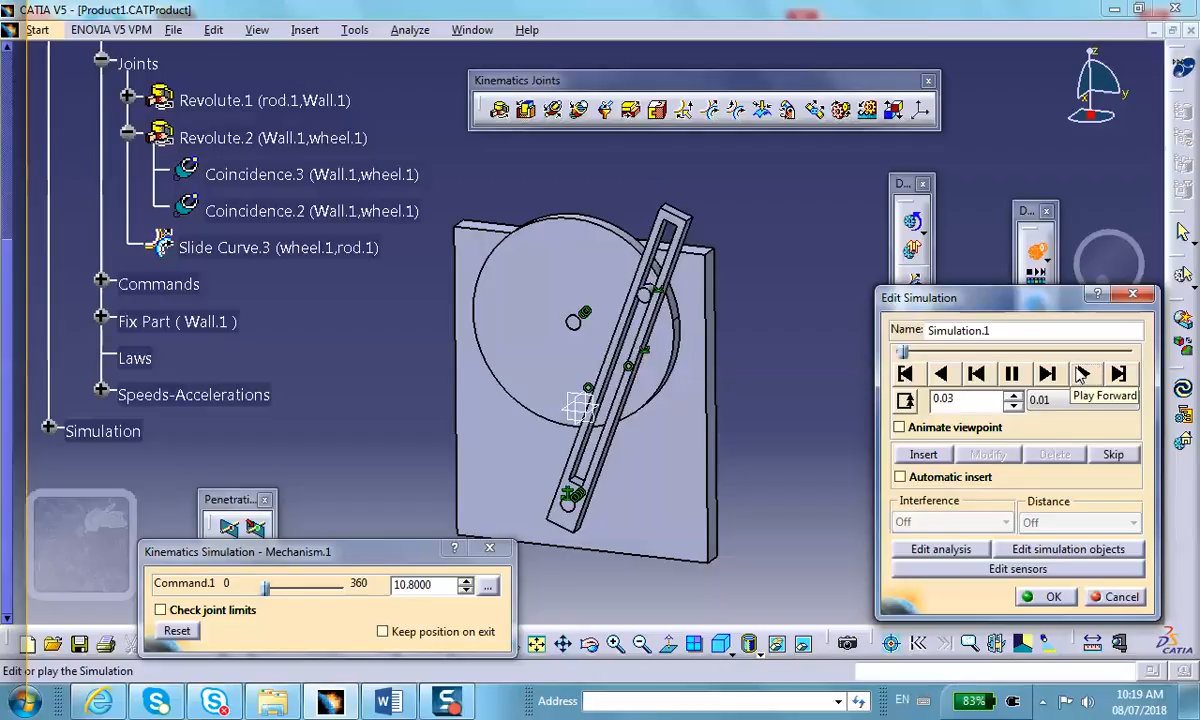 CATIA V5 - [Product1.CATProduct]
Start ENOVIA V5 VPM File Edit View Insert Tools Analyze Window Help
Joints
Revolute.1 (rod.1,Wall.1)
Revolute.2 (Wall.1,wheel.1)
Coincidence.3 (Wall.1,wheel.1)
Coincidence.2 (Wall.1,wheel.1)
Slide Curve.3 (wheel.1,rod.1)
Commands
Fix Part ( Wall.1 )
Laws
Speeds-Accelerations
Simulation
Kinematics Joints
z
x
y
D...
D...
Penetrati...
Kinematics Simulation - Mechanism.1
Command.1 0 360 10.8000 ...
Check joint limits
Reset Keep position on exit
Edit Simulation
Name: Simulation.1
0.03 0.01 Play Forward
Animate viewpoint
Insert Modify Delete Skip
Automatic insert
Interference Distance
Off Off
Edit analysis Edit simulation objects
Edit sensors
OK Cancel
CATIA
Edit or play the Simulation
Address EN 83% 10:19 AM
08/07/2018